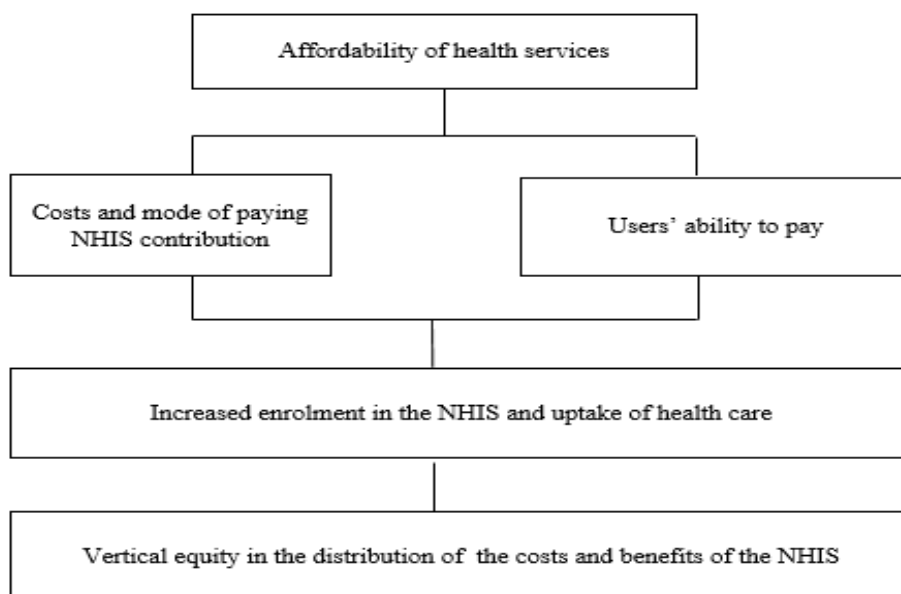 Affordability of health services
Costs and mode of paying
NHIS contribution
Users’ ability to pay
Increased enrolment in the NHIS and uptake of health care
Vertical equity in the distribution of the costs and benefits of the NHIS